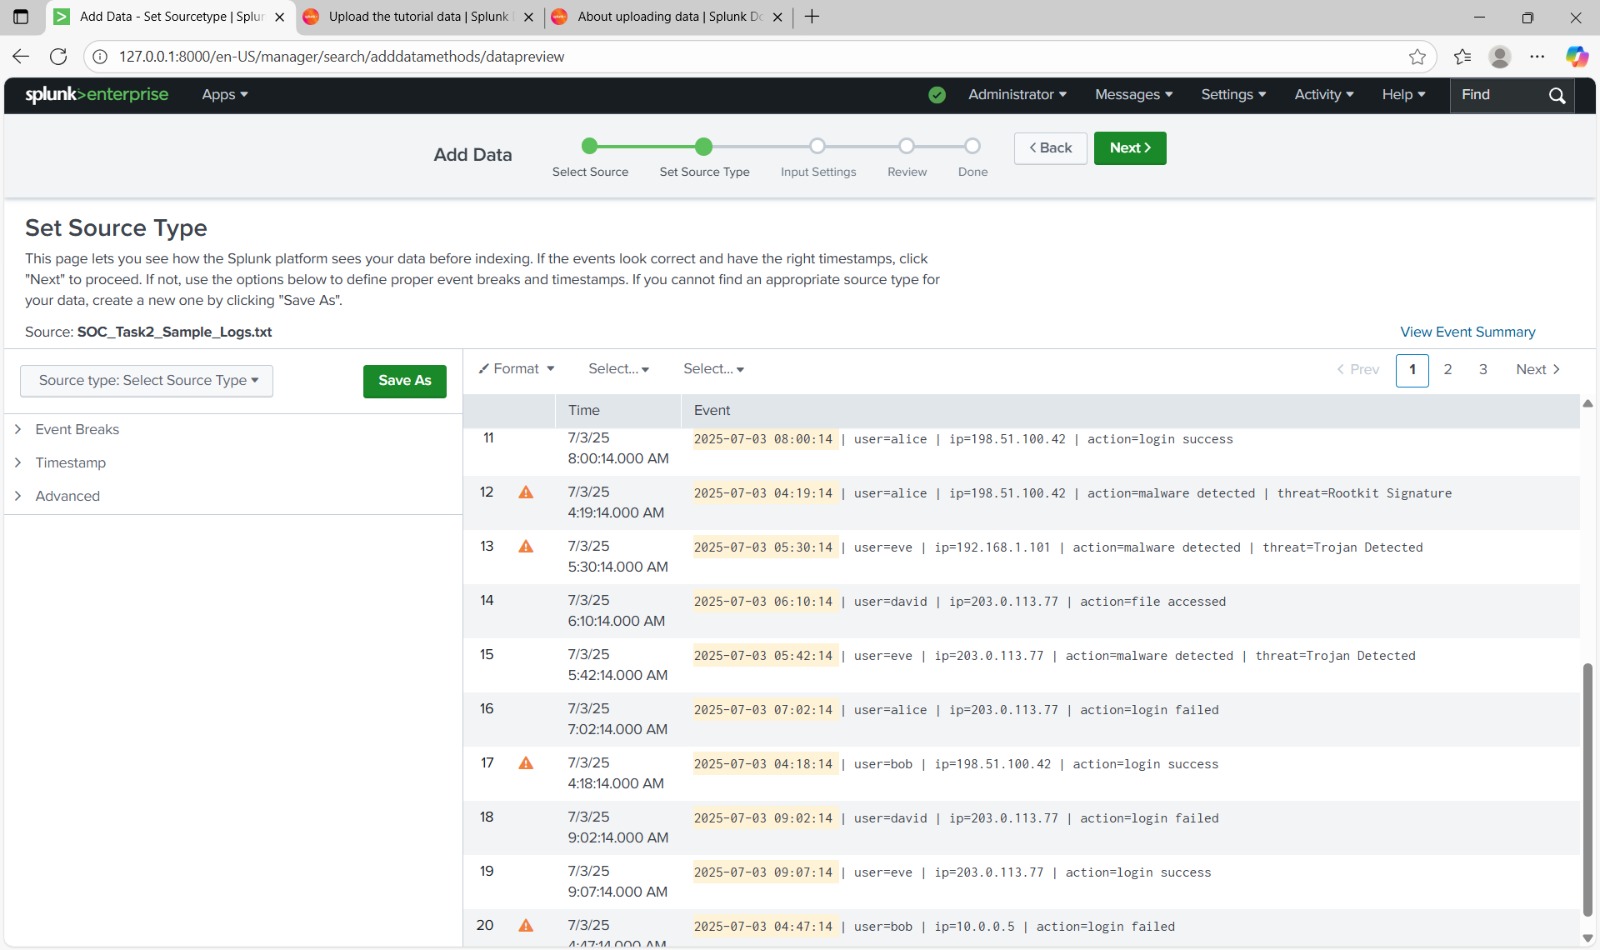 Add Data - Set Sourcetype | Splun
Upload the tutorial data | Splunk
About uploading data | Splunk Do
127.0.0.1:8000/en-US/manager/search/adddatamethods/datapreview
splunk>enterprise
Apps
Administrator
Messages
Settings
Activity
Help
Find
Add Data
Select Source
Set Source Type
Input Settings
Review
Done
< Back
Next >
Set Source Type
This page lets you see how the Splunk platform sees your data before indexing. If the events look correct and have the right timestamps, click
"Next" to proceed. If not, use the options below to define proper event breaks and timestamps. If you cannot find an appropriate source type for
your data, create a new one by clicking "Save As".
Source: SOC_Task2_Sample_Logs.txt
View Event Summary
Source type: Select Source Type
Save As
Event Breaks
Timestamp
Advanced
Format
Select...
Select...
< Prev 1 2 3 Next >
Time Event
11 7/3/25 2025-07-03 08:00:14 | user=alice | ip=198.51.100.42 | action=login success
8:00:14.000 AM
12 7/3/25 2025-07-03 04:19:14 | user=alice | ip=198.51.100.42 | action=malware detected | threat=Rootkit Signature
4:19:14.000 AM
13 7/3/25 2025-07-03 05:30:14 | user=eve | ip=192.168.1.101 | action=malware detected | threat=Trojan Detected
5:30:14.000 AM
14 7/3/25 2025-07-03 06:10:14 | user=david | ip=203.0.113.77 | action=file accessed
6:10:14.000 AM
15 7/3/25 2025-07-03 05:42:14 | user=eve | ip=203.0.113.77 | action=malware detected | threat=Trojan Detected
5:42:14.000 AM
16 7/3/25 2025-07-03 07:02:14 | user=alice | ip=203.0.113.77 | action=login failed
7:02:14.000 AM
17 7/3/25 2025-07-03 04:18:14 | user=bob | ip=198.51.100.42 | action=login success
4:18:14.000 AM
18 7/3/25 2025-07-03 09:02:14 | user=david | ip=203.0.113.77 | action=login failed
9:02:14.000 AM
19 7/3/25 2025-07-03 09:07:14 | user=eve | ip=203.0.113.77 | action=login success
9:07:14.000 AM
20 7/3/25 2025-07-03 04:47:14 | user=bob | ip=10.0.0.5 | action=login failed
4:47:14.000 AM